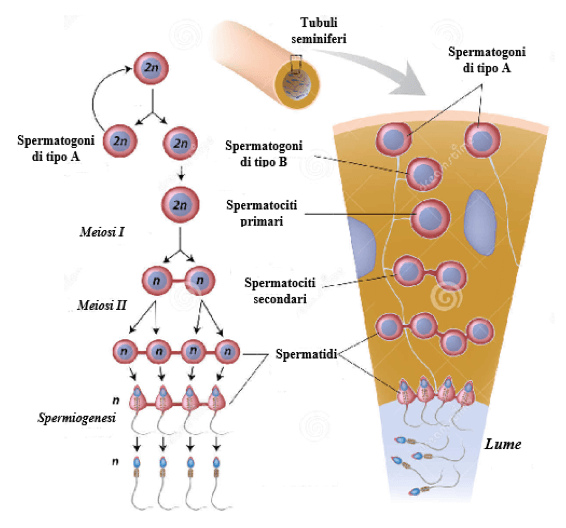 Tubuli
seminiferi
Spermatogoni
di tipo A
2n
2n
2n
Spermatogoni
di tipo A
Spermatogoni
di tipo B
2n
Spermatociti
primari
Meiosi I
n
n
Spermatociti
secondari
Meiosi II
n
n
n
n
Spermatidi
n
Spermiogenesi
Lume
n